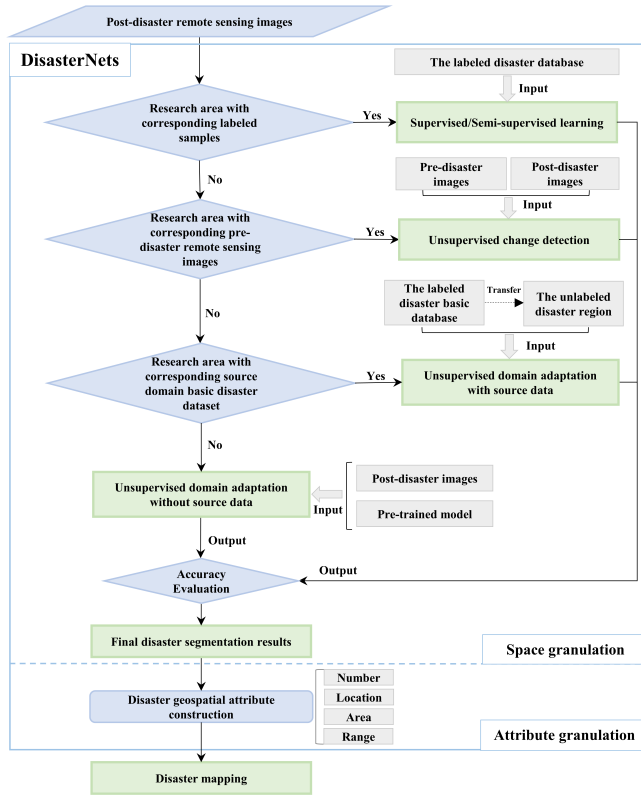 Post-disaster remote sensing images
DisasterNets
The labeled disaster database
Input
Research area with
corresponding labeled
samples
Yes
Supervised/Semi-supervised learning
No
Pre-disaster
images
Post-disaster
images
Input
Research area with
corresponding pre-
disaster remote sensing
images
Yes
Unsupervised change detection
No
The labeled
disaster basic
database
Transfer
The unlabeled
disaster region
Input
Research area with
corresponding source
domain basic disaster
dataset
Yes
Unsupervised domain adaptation
with source data
No
Unsupervised domain adaptation
without source data
Input
Post-disaster images
Pre-trained model
Output
Accuracy
Evaluation
Output
Final disaster segmentation results
Space granulation
Disaster geospatial attribute
construction
Number
Location
Area
Range
Attribute granulation
Disaster mapping